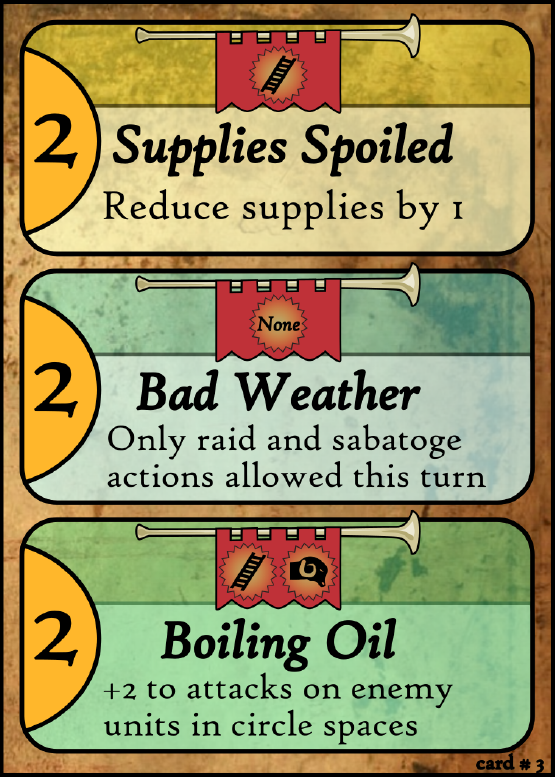 2
Supplies Spoiled
Reduce supplies by 1
None
2
Bad Weather
Only raid and sabatoge
actions allowed this turn
2
Boiling Oil
+2 to attacks on enemy
units in circle spaces
card # 3